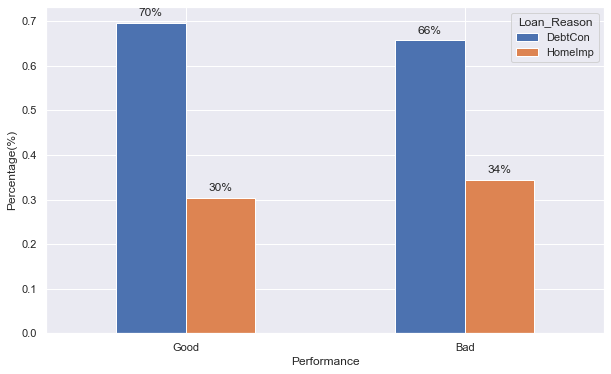 Loan_Reason
DebtCon
HomeImp
70%
66%
30%
34%
0.7
0.6
0.5
0.4
0.3
0.2
0.1
0.0
Percentage(%)
Good
Bad
Performance